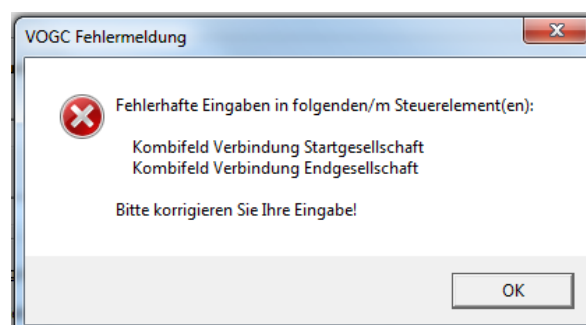 VOGC Fehlermeldung
Fehlerhafte Eingaben in folgenden/m Steuerelement(en):
Kombifeld Verbindung Startgesellschaft
Kombifeld Verbindung Endgesellschaft
Bitte korrigieren Sie Ihre Eingabe!
OK